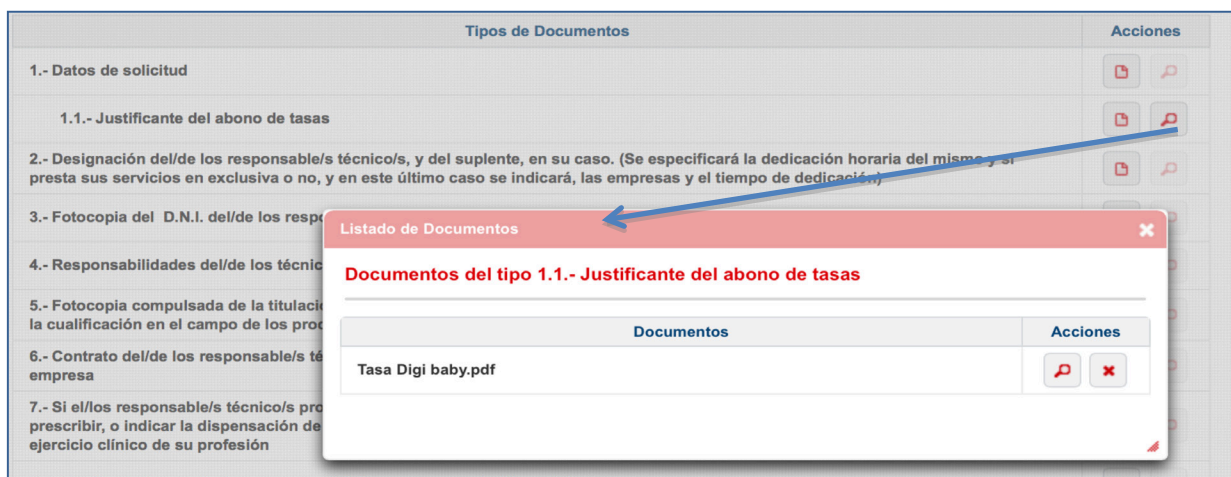 Tipos de Documentos
Acciones
1.- Datos de solicitud
1.1.- Justificante del abono de tasas
2.- Designación del/de los responsable/s técnico/s, y del suplente, en su caso. (Se especificará la dedicación horaria del mismo y si
presta sus servicios en exclusiva o no, y en este último caso se indicará, las empresas y el tiempo de dedicación)
3.- Fotocopia del D.N.I. del/de los
4.- Responsabilidades del/de los
5.- Fotocopia compulsada de la
la cualificación en el campo de los
6.- Contrato del/de los responsable/s
empresa
7.- Si el/los responsable/s técnico/s
prescribir, o indicar la dispensación de
ejercicio clínico de su profesión
Listado de Documentos
Documentos del tipo 1.1.- Justificante del abono de tasas
Documentos
Acciones
Tasa Digi baby.pdf